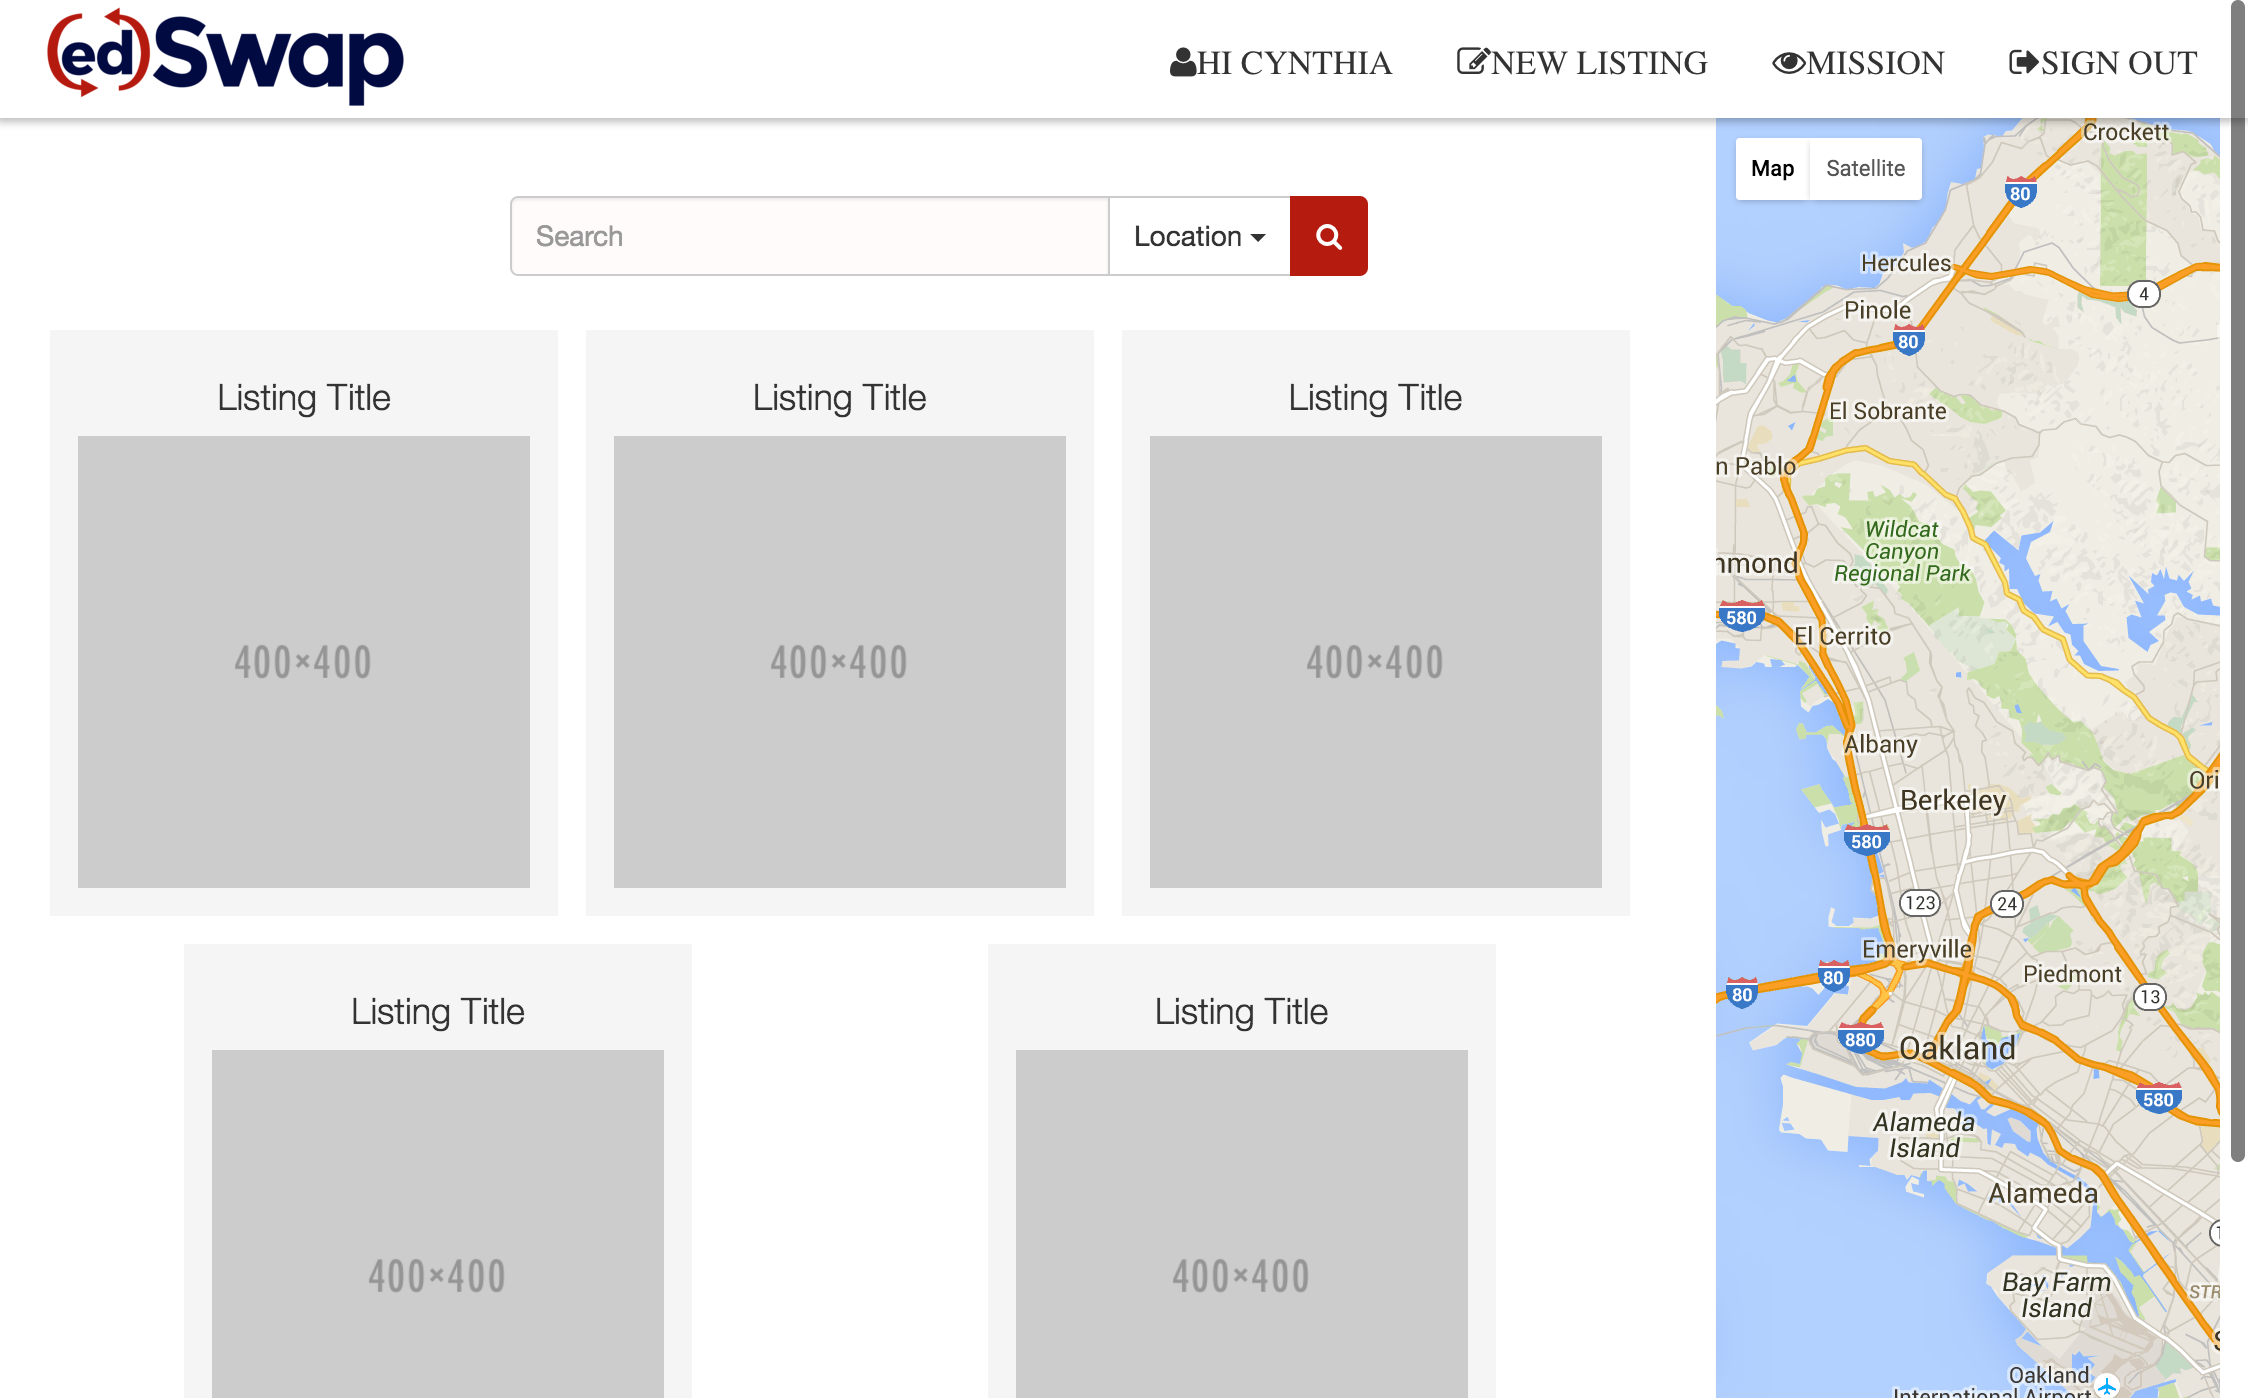 edSwap
HI CYNTHIA
NEW LISTING
MISSION
SIGN OUT
Search
Location
Listing Title
Listing Title
Listing Title
400×400
400×400
400×400
Listing Title
Listing Title
400×400
400×400
Map
Satellite
Crockett
80
Hercules
4
Pinole
80
El Sobrante
n Pablo
Wildcat
Canyon
Regional Park
nmond
580
El Cerrito
Albany
Ori
Berkeley
580
123
24
Emeryville
80
80
Piedmont
13
880
Oakland
580
Alameda
Island
Alameda
Bay Farm
Island
STR
Oakland
International Airport